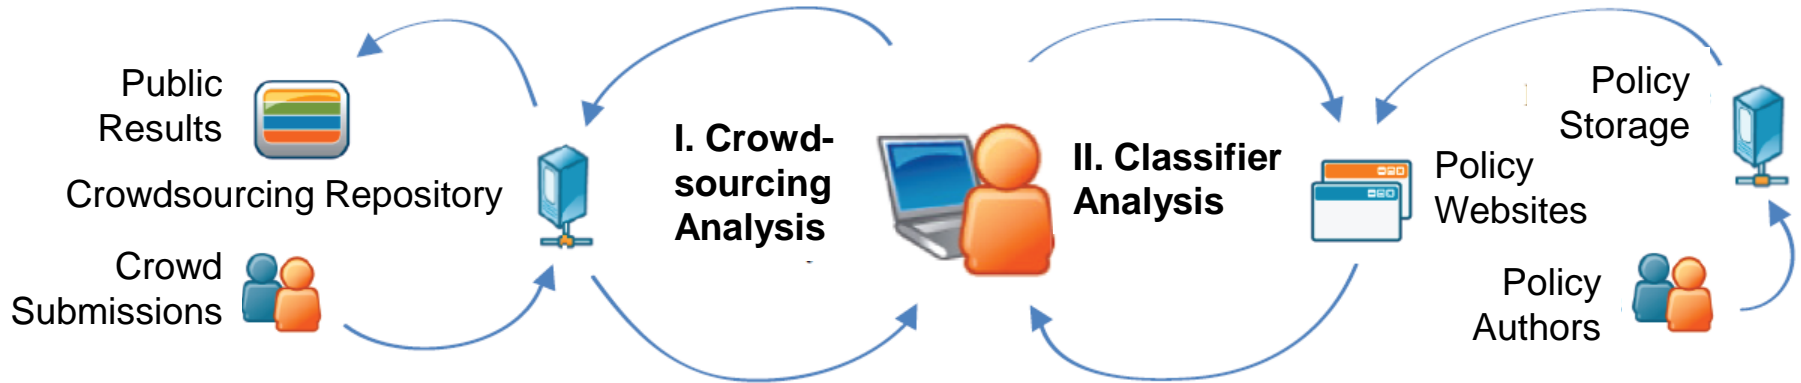 Public
Results
Crowdsourcing Repository
Crowd
Submissions
I. Crowd-
sourcing
Analysis
II. Classifier
Analysis
Policy
Websites
Policy
Storage
Policy
Authors